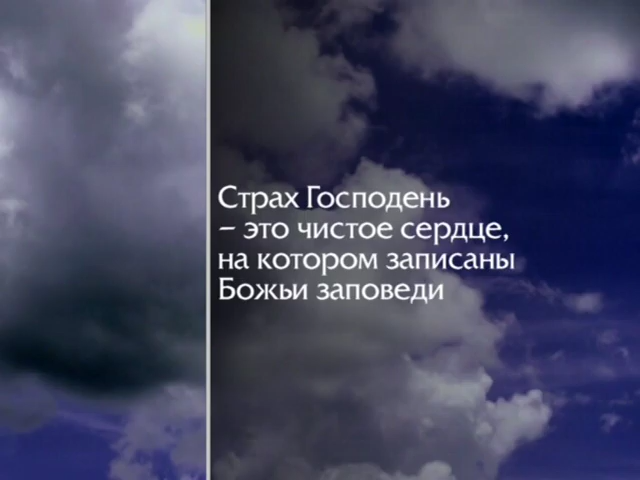 Страх Господень
– это чистое сердце,
на котором записаны
Божьи заповеди